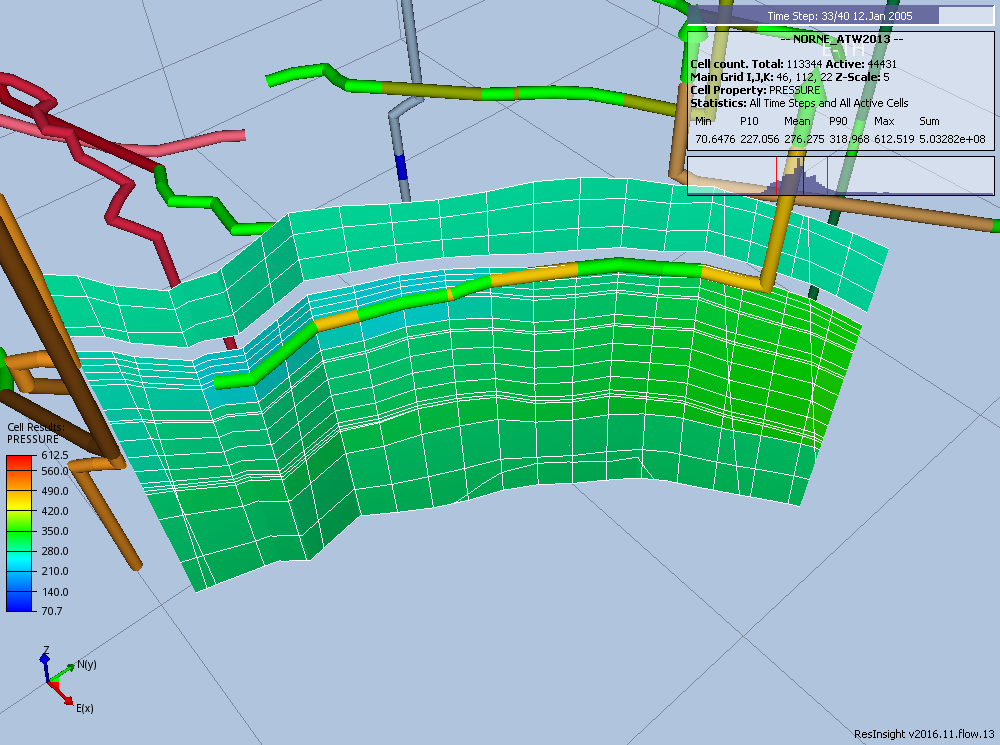 Time Step: 33/40 12.Jan 2005
-- NORNE_ATW2013 --
Cell count. Total: 113344 Active: 44431
Main Grid I,J,K: 46, 112, 22 Z-Scale: 5
Cell Property: PRESSURE
Statistics: All Time Steps and All Active Cells
Min P10 Mean P90 Max Sum
70.6476 227.056 276.275 318.968 612.519 5.03282e+08
Cell Results:
PRESSURE
612.5
560.0
490.0
420.0
350.0
280.0
210.0
140.0
70.7
Z
N(y)
E(x)
ResInsight v2016.11.flow.13